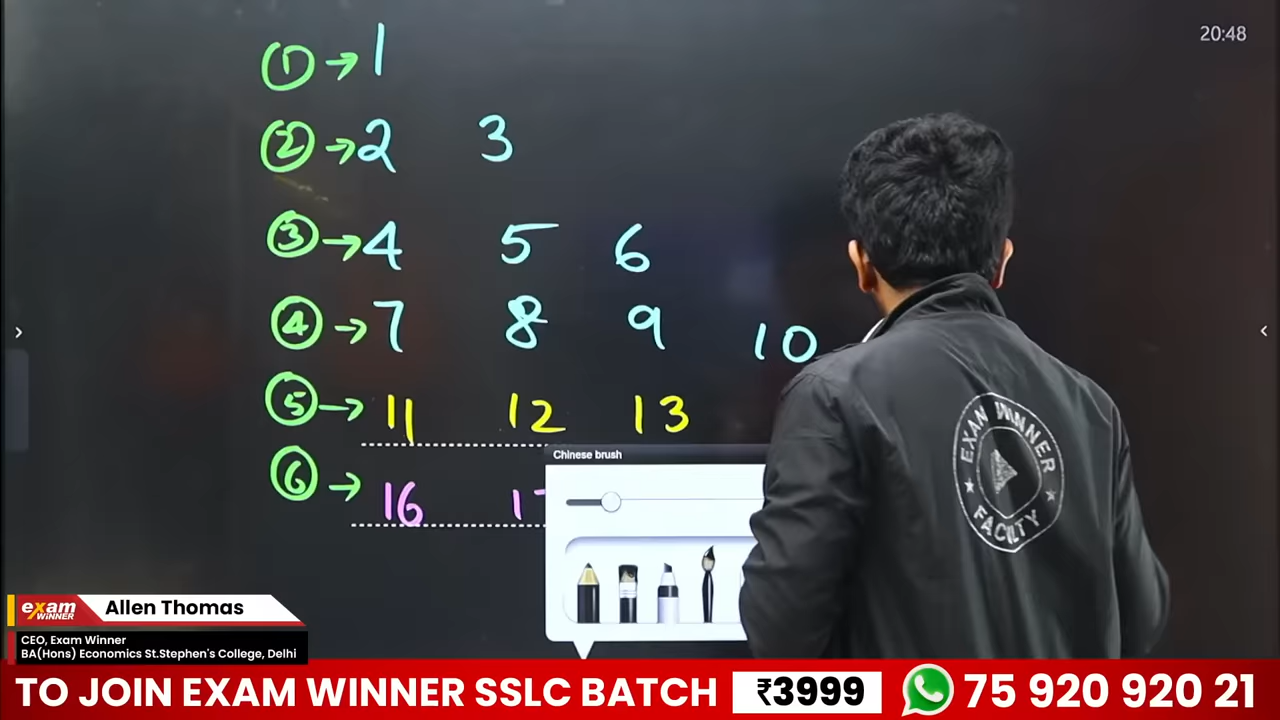 20:48
① → 1
② → 2 3
③ → 4 5 6
④ → 7 8 9 10
⑤ → 11 12 13
⑥ → 16
Chinese brush
EXAM WINNER
FACULTY
exam WINNER
Allen Thomas
CEO, Exam Winner
BA(Hons) Economics St.Stephen's College, Delhi
TO JOIN EXAM WINNER SSLC BATCH ₹3999 75 920 920 21